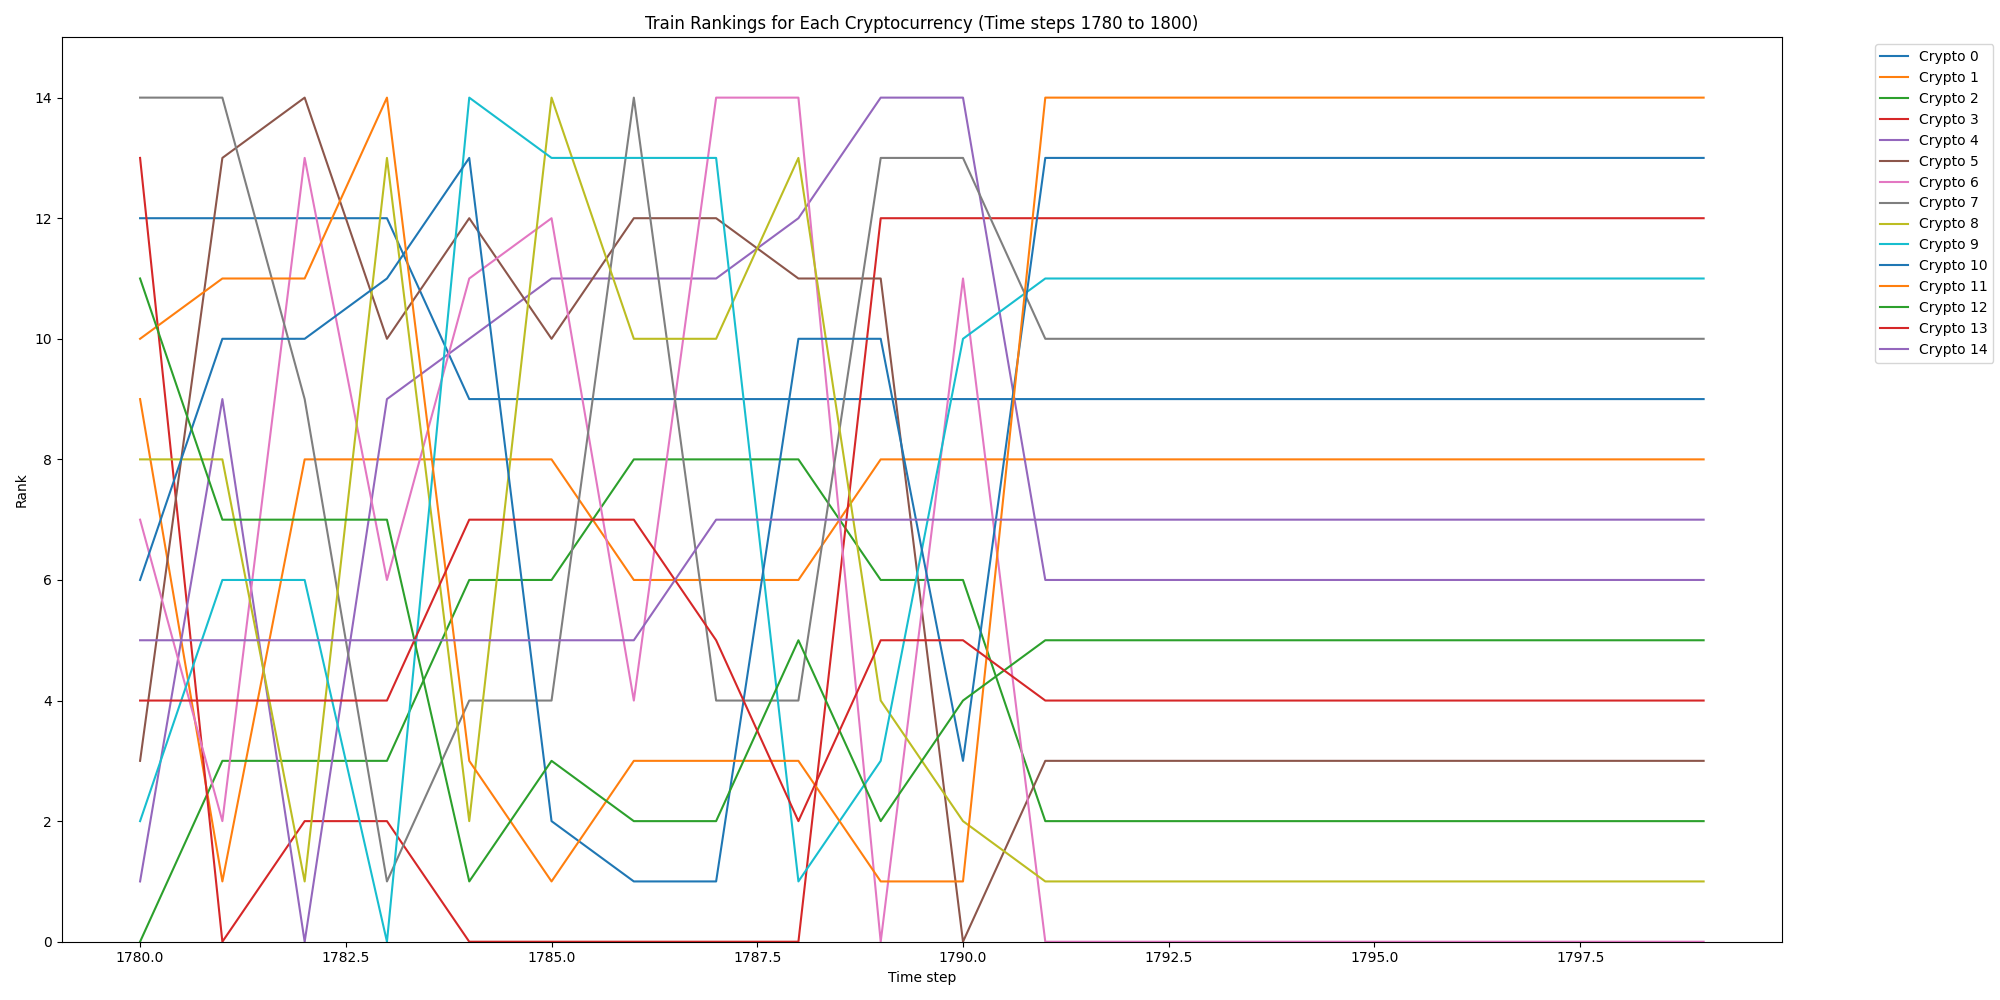 Train Rankings for Each Cryptocurrency (Time steps 1780 to 1800)
Rank
14
12
10
8
6
4
2
0
1780.0 1782.5 1785.0 1787.5 1790.0 1792.5 1795.0 1797.5
Time step
Crypto 0
Crypto 1
Crypto 2
Crypto 3
Crypto 4
Crypto 5
Crypto 6
Crypto 7
Crypto 8
Crypto 9
Crypto 10
Crypto 11
Crypto 12
Crypto 13
Crypto 14